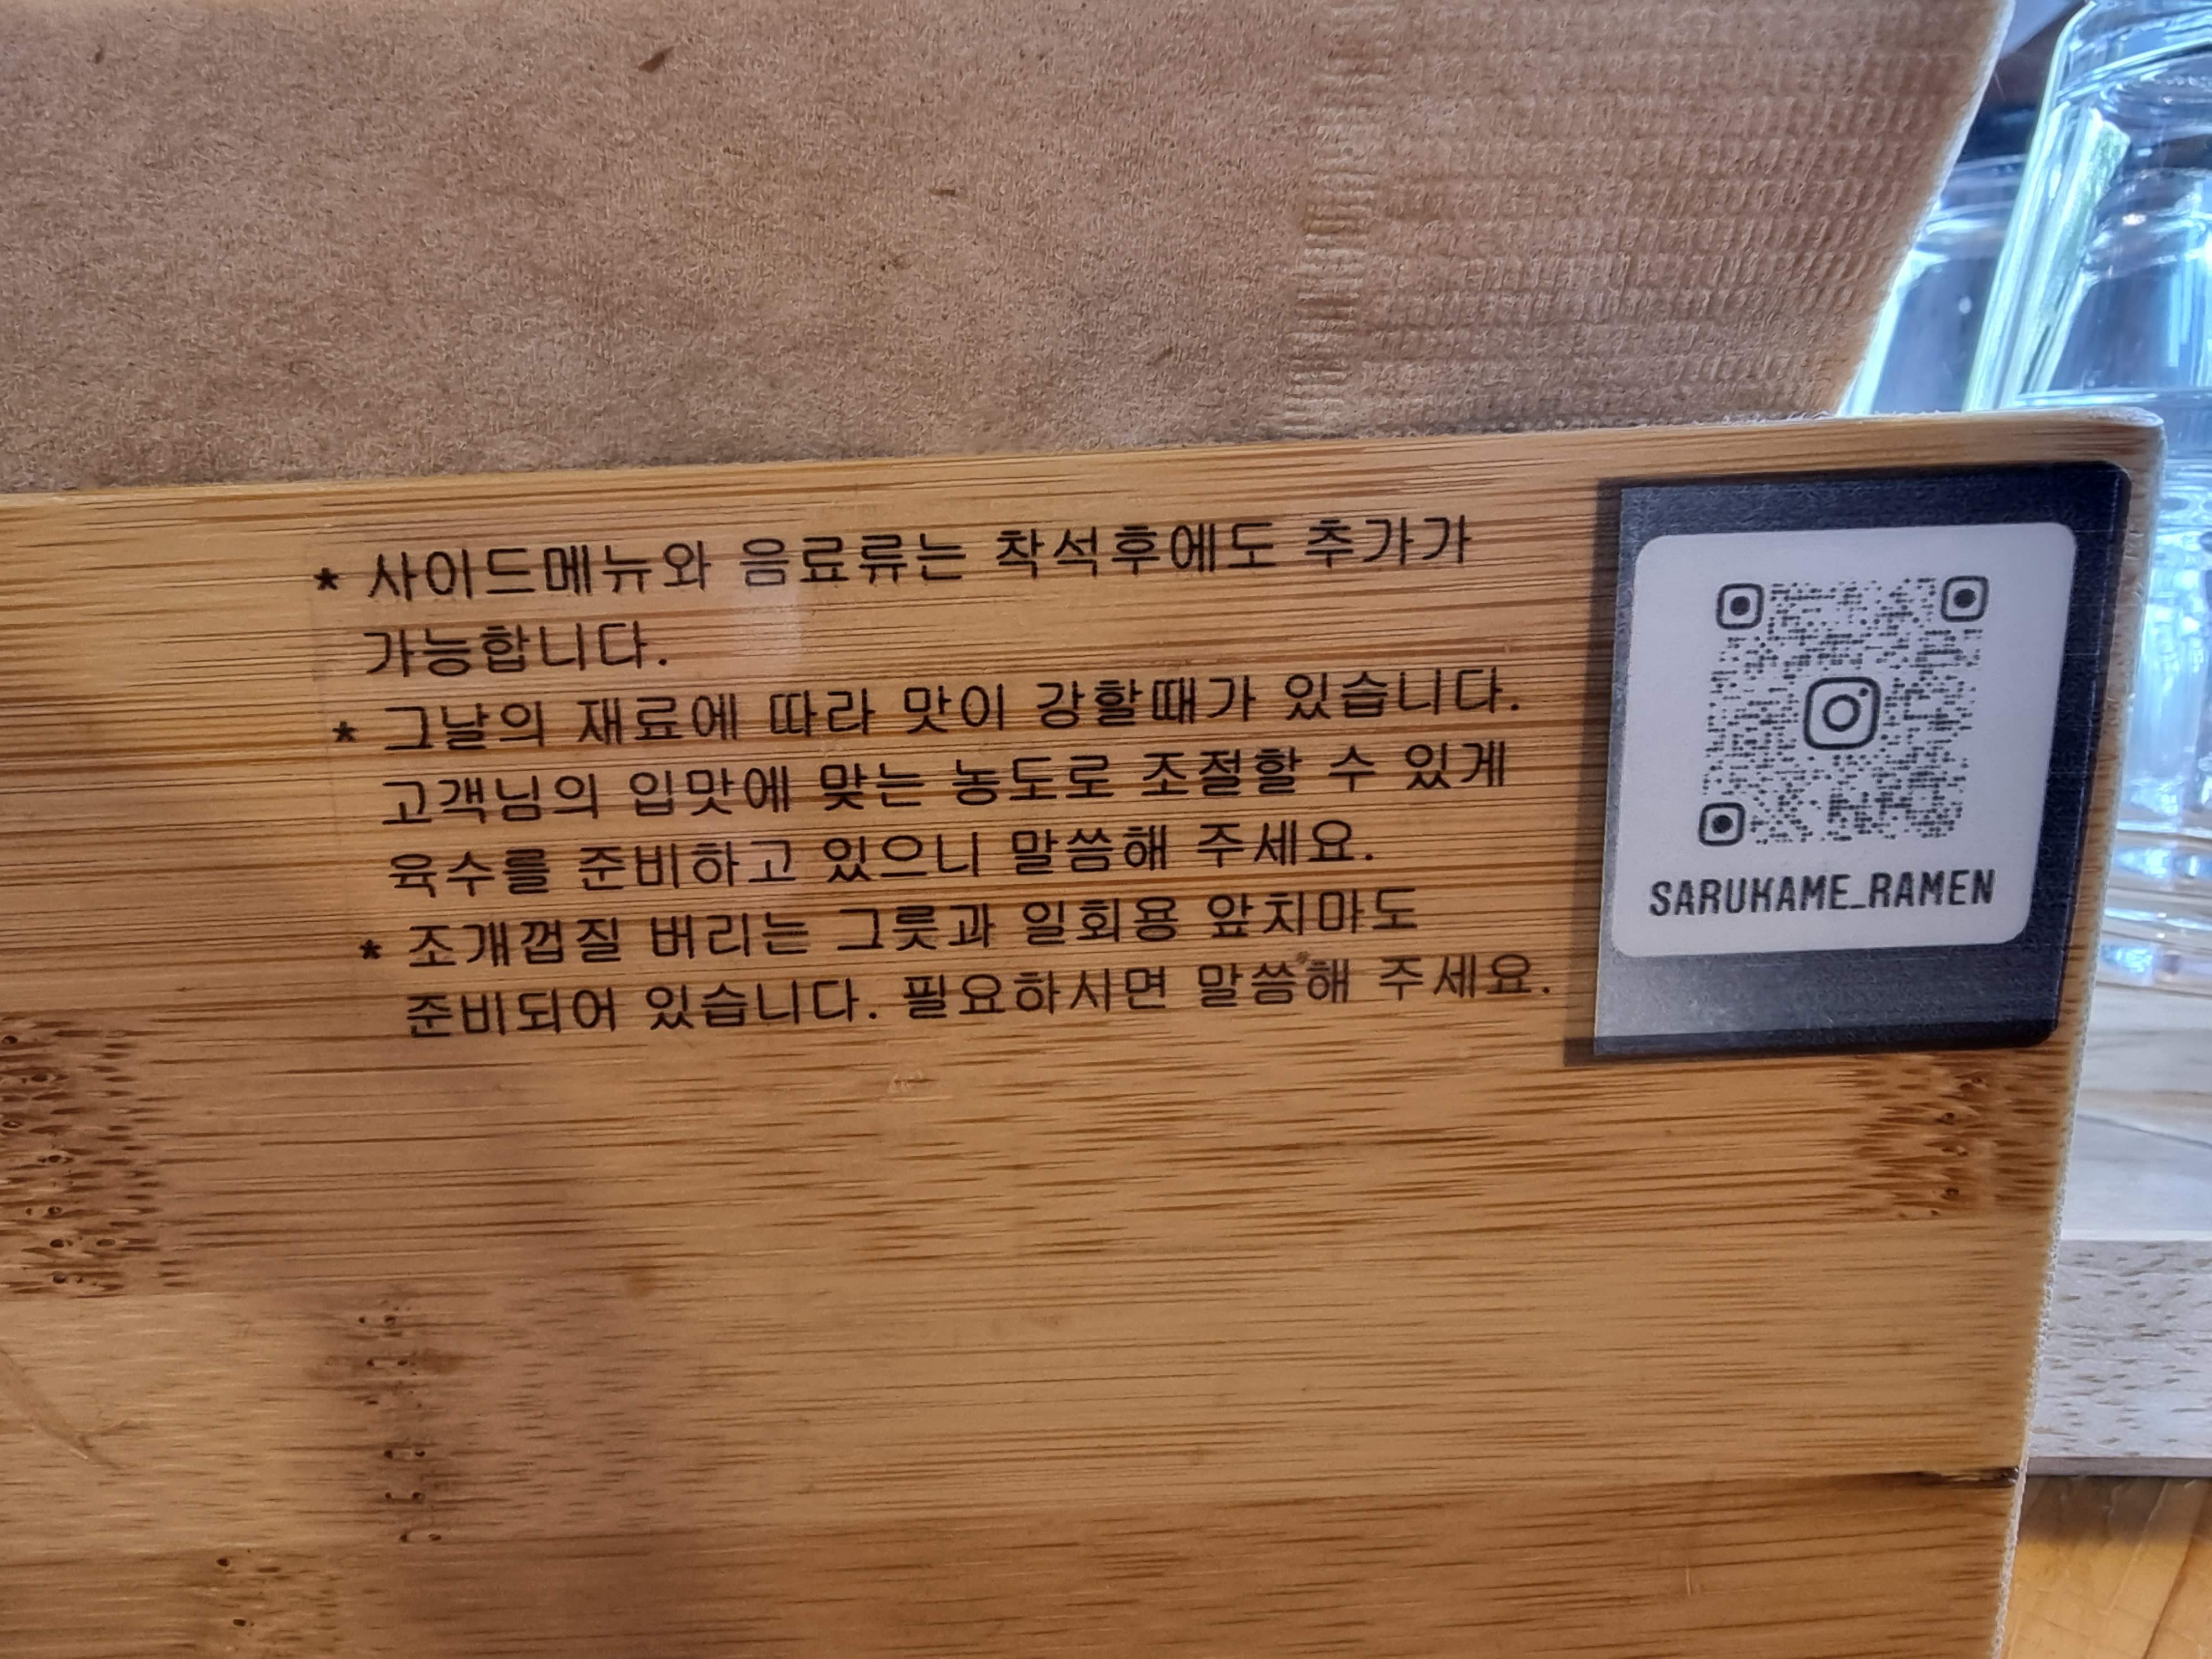 * 사이드메뉴와 음료류는 착석후에도 추가가
가능합니다.
* 그날의 재료에 따라 맛이 강할때가 있습니다.
고객님의 입맛에 맞는 농도로 조절할 수 있게
육수를 준비하고 있으니 말씀해 주세요.
* 조개껍질 버리는 그릇과 일회용 앞치마도
준비되어 있습니다. 필요하시면 말씀해 주세요.
SARUKAME_RAMEN